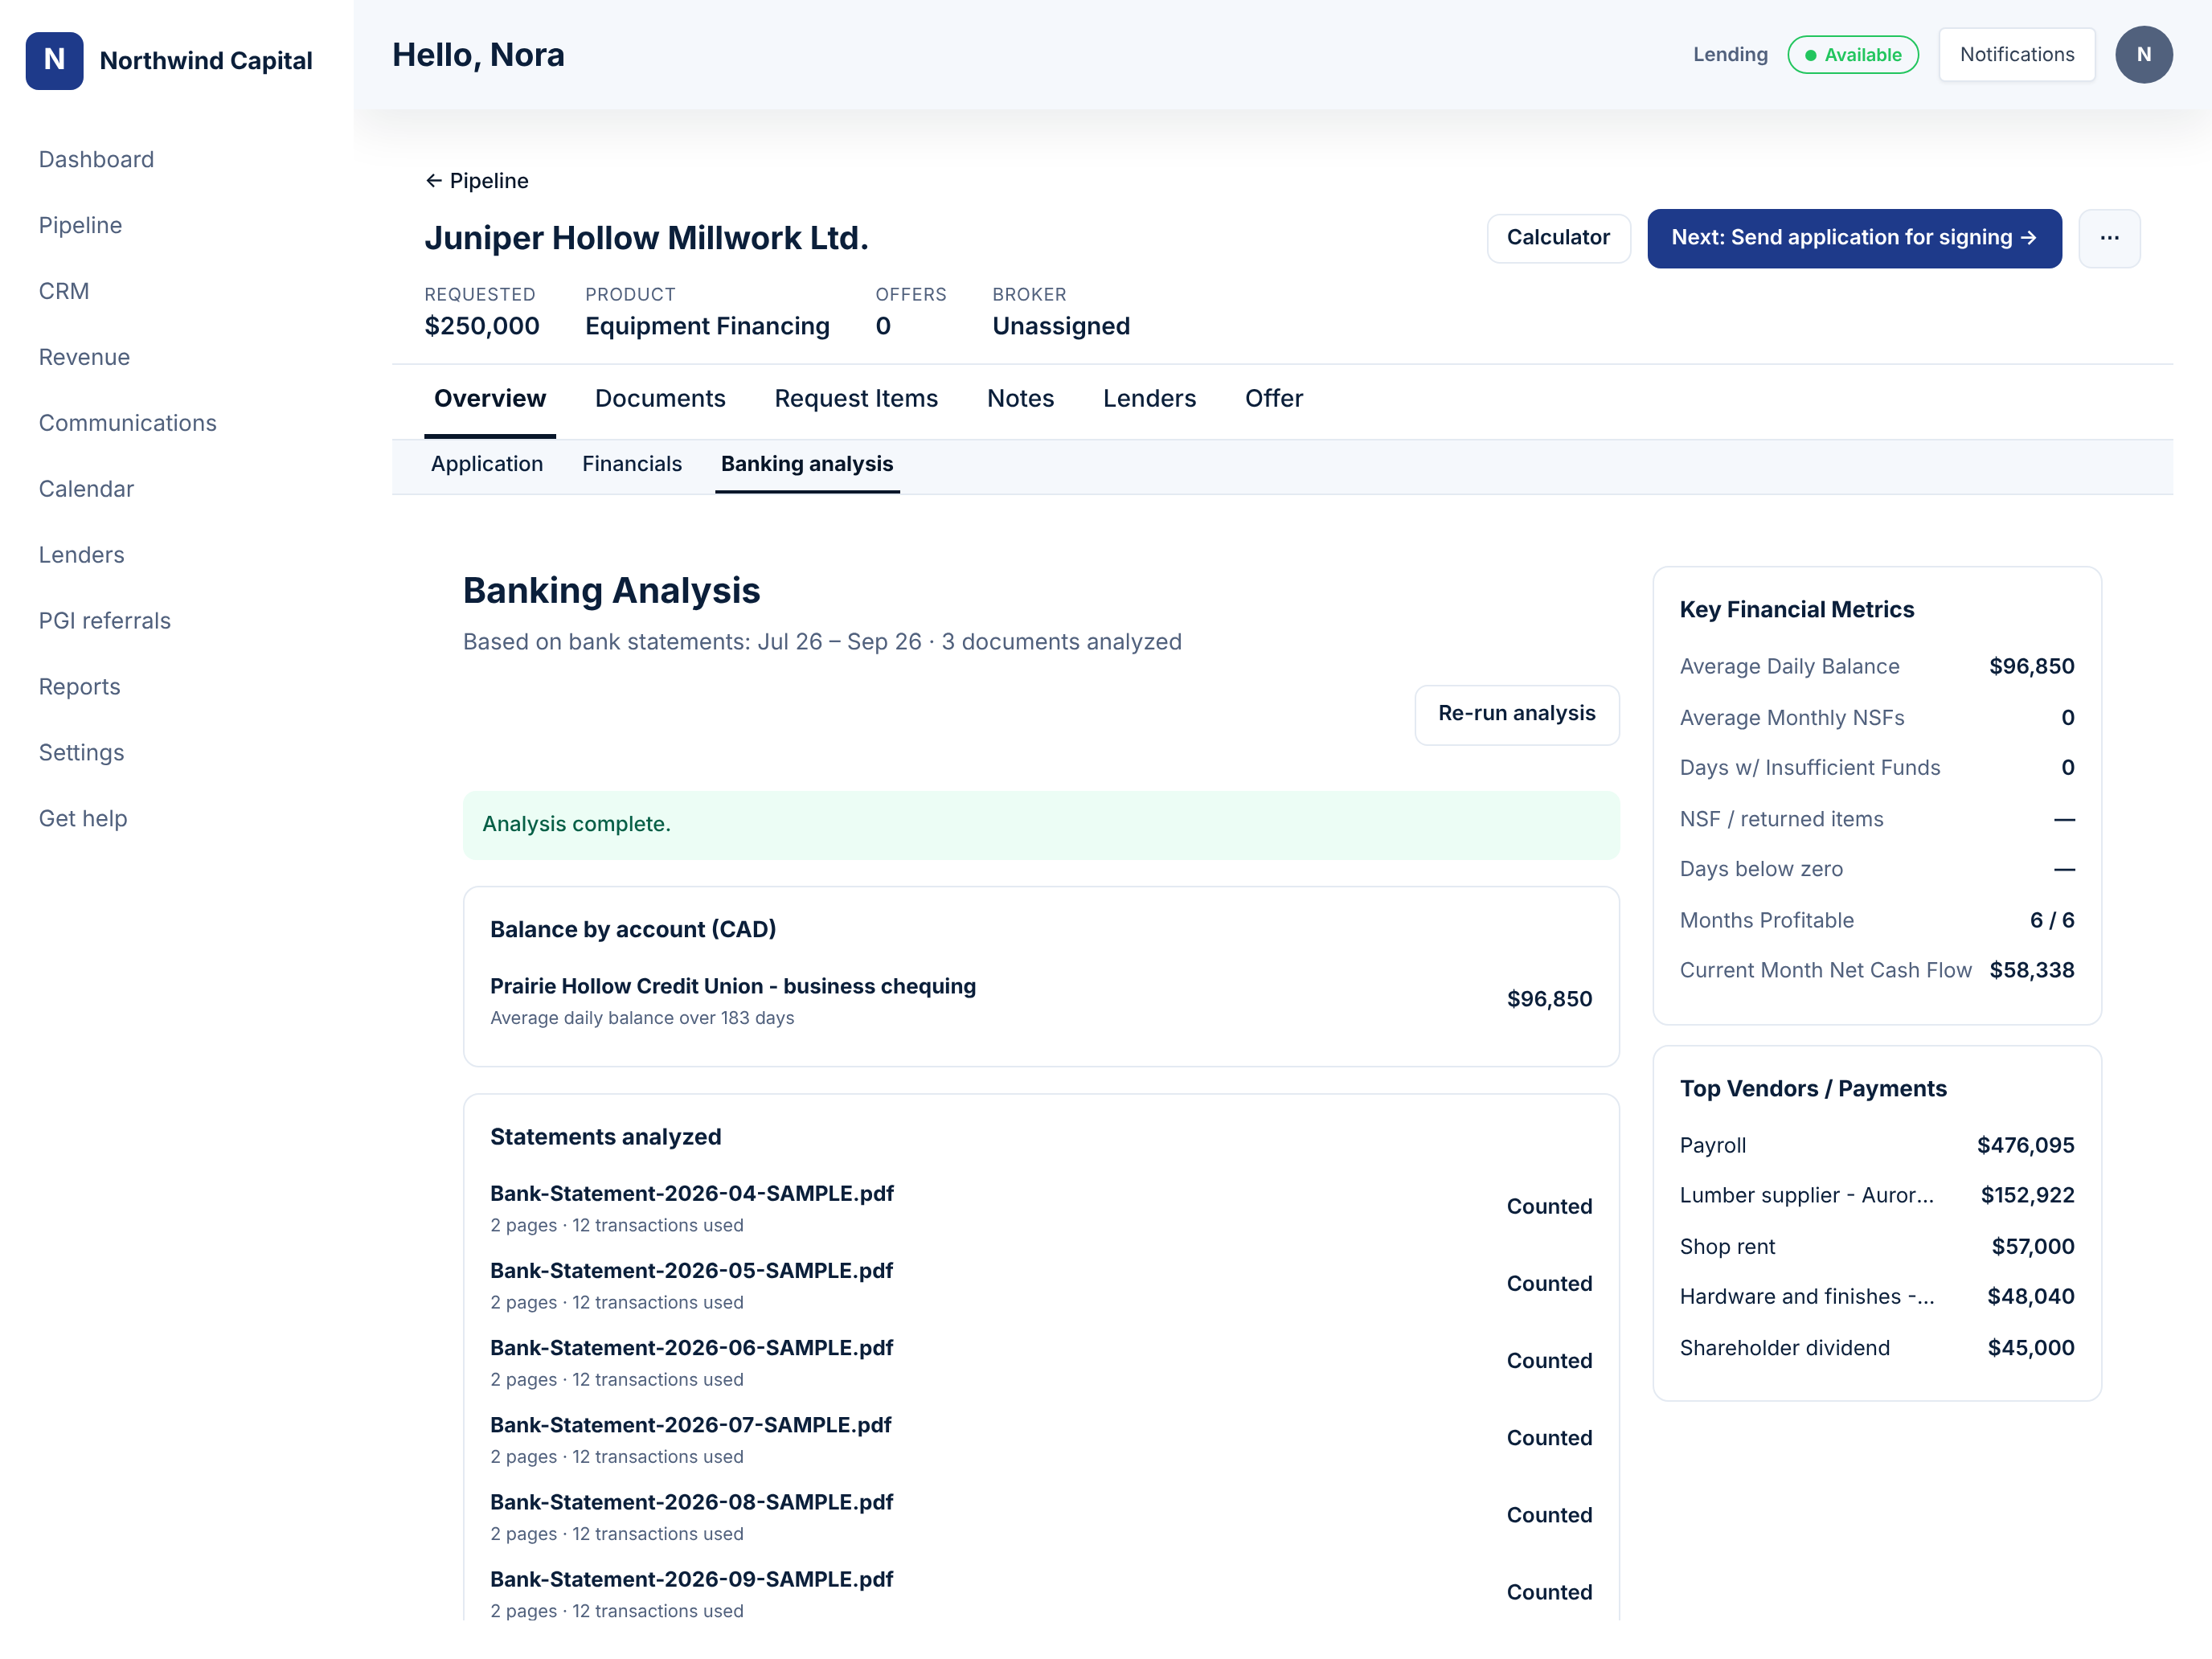 N Northwind Capital
Dashboard
Pipeline
CRM
Revenue
Communications
Calendar
Lenders
PGI referrals
Reports
Settings
Get help
Hello, Nora
Lending
Available
Notifications
N
← Pipeline
Juniper Hollow Millwork Ltd.
Calculator
Next: Send application for signing →
...
REQUESTED PRODUCT OFFERS BROKER
$250,000 Equipment Financing 0 Unassigned
Overview Documents Request Items Notes Lenders Offer
Application Financials Banking analysis
Banking Analysis
Based on bank statements: Jul 26 – Sep 26 · 3 documents analyzed
Re-run analysis
Analysis complete.
Balance by account (CAD)
Prairie Hollow Credit Union - business chequing
Average daily balance over 183 days
$96,850
Statements analyzed
Bank-Statement-2026-04-SAMPLE.pdf
2 pages · 12 transactions used
Counted
Bank-Statement-2026-05-SAMPLE.pdf
2 pages · 12 transactions used
Counted
Bank-Statement-2026-06-SAMPLE.pdf
2 pages · 12 transactions used
Counted
Bank-Statement-2026-07-SAMPLE.pdf
2 pages · 12 transactions used
Counted
Bank-Statement-2026-08-SAMPLE.pdf
2 pages · 12 transactions used
Counted
Bank-Statement-2026-09-SAMPLE.pdf
2 pages · 12 transactions used
Counted
Key Financial Metrics
Average Daily Balance $96,850
Average Monthly NSFs 0
Days w/ Insufficient Funds 0
NSF / returned items —
Days below zero —
Months Profitable 6 / 6
Current Month Net Cash Flow $58,338
Top Vendors / Payments
Payroll $476,095
Lumber supplier - Auror... $152,922
Shop rent $57,000
Hardware and finishes -... $48,040
Shareholder dividend $45,000